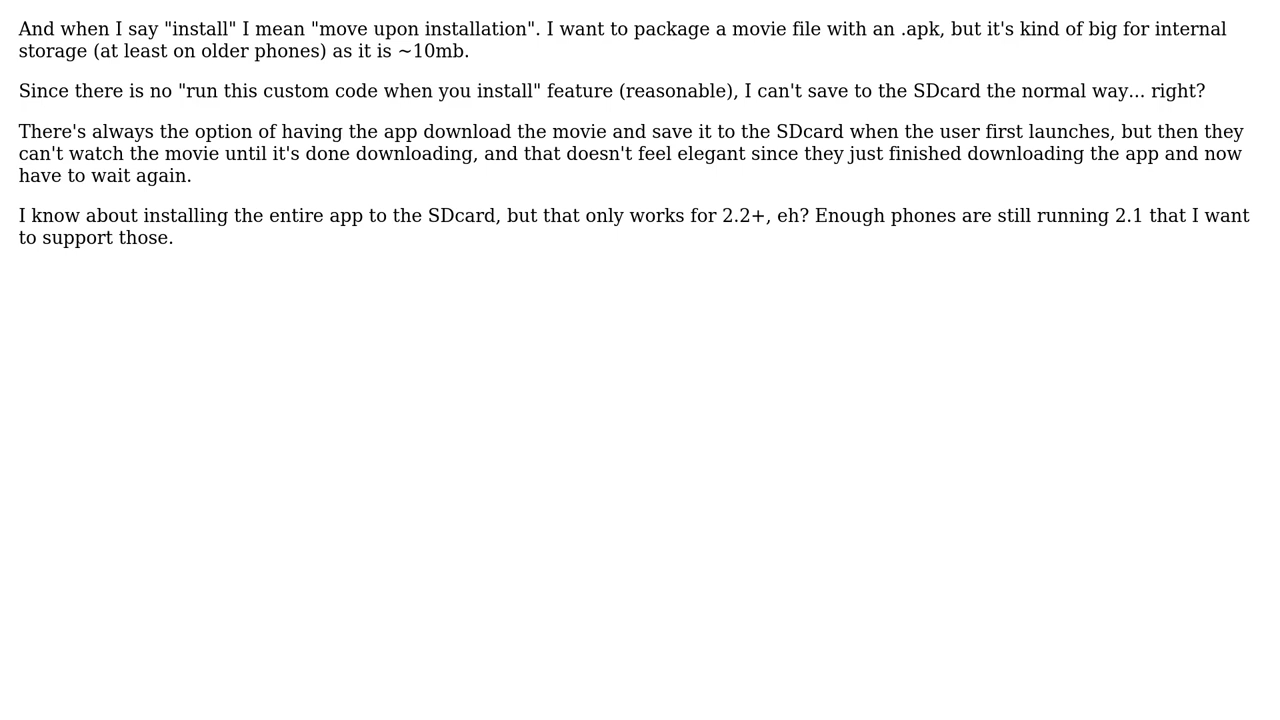 And when I say "install" I mean "move upon installation". I want to package a movie file with an .apk, but it's kind of big for internal
storage (at least on older phones) as it is ~10mb.
Since there is no "run this custom code when you install" feature (reasonable), I can't save to the SDcard the normal way... right?
There's always the option of having the app download the movie and save it to the SDcard when the user first launches, but then they
can't watch the movie until it's done downloading, and that doesn't feel elegant since they just finished downloading the app and now
have to wait again.
I know about installing the entire app to the SDcard, but that only works for 2.2+, eh? Enough phones are still running 2.1 that I want
to support those.